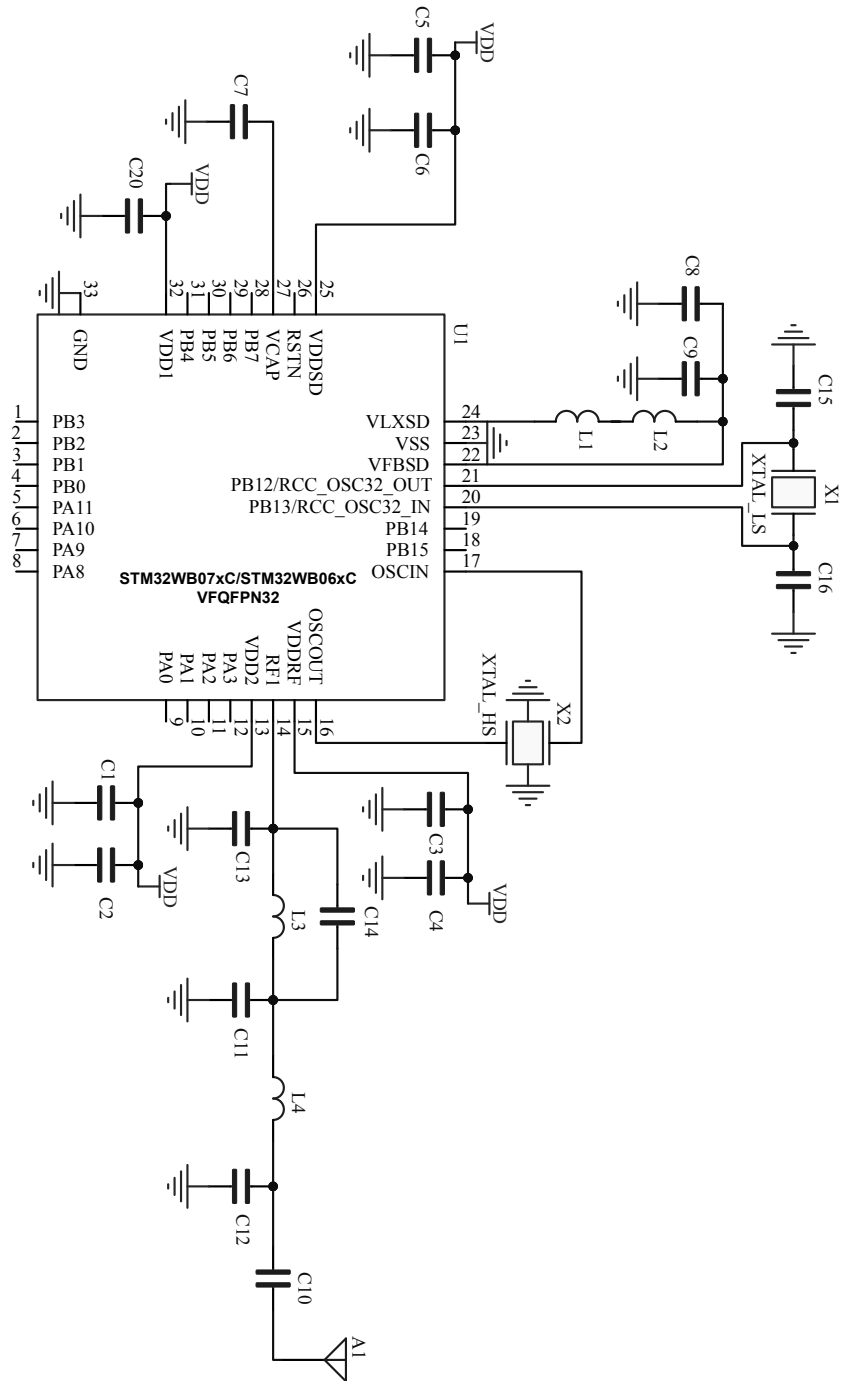 C5
VDD
C7
C6
C20
VDD
C8
C9
C15
33
32
31
30
29
28
27
26
25
GND
VDD1
PB4
PB5
PB6
PB7
VCAP
RSTN
VDDSD
U1
L1
L2
XTAL_LS
X1
C16
1 PB3
2 PB2
3 PB1
4 PB0
5 PA11
6 PA10
7 PA9
8 PA8
VLXSD 24
VSS 23
VFBSD 22
PB12/RCC_OSC32_OUT 21
PB13/RCC_OSC32_IN 20
PB14 19
PB15 18
OSCIN 17
STM32WB07xC/STM32WB06xC
VFQFPN32
PA0
PA1
PA2
PA3
VDD2
RF1
VDDRF
OSCOUT
9
10
11
12
13
14
15
16
XTAL_HS
X2
C1
C2
VDD
C13
L3
C14
C3
C4
VDD
C11
L4
C12
C10
A1